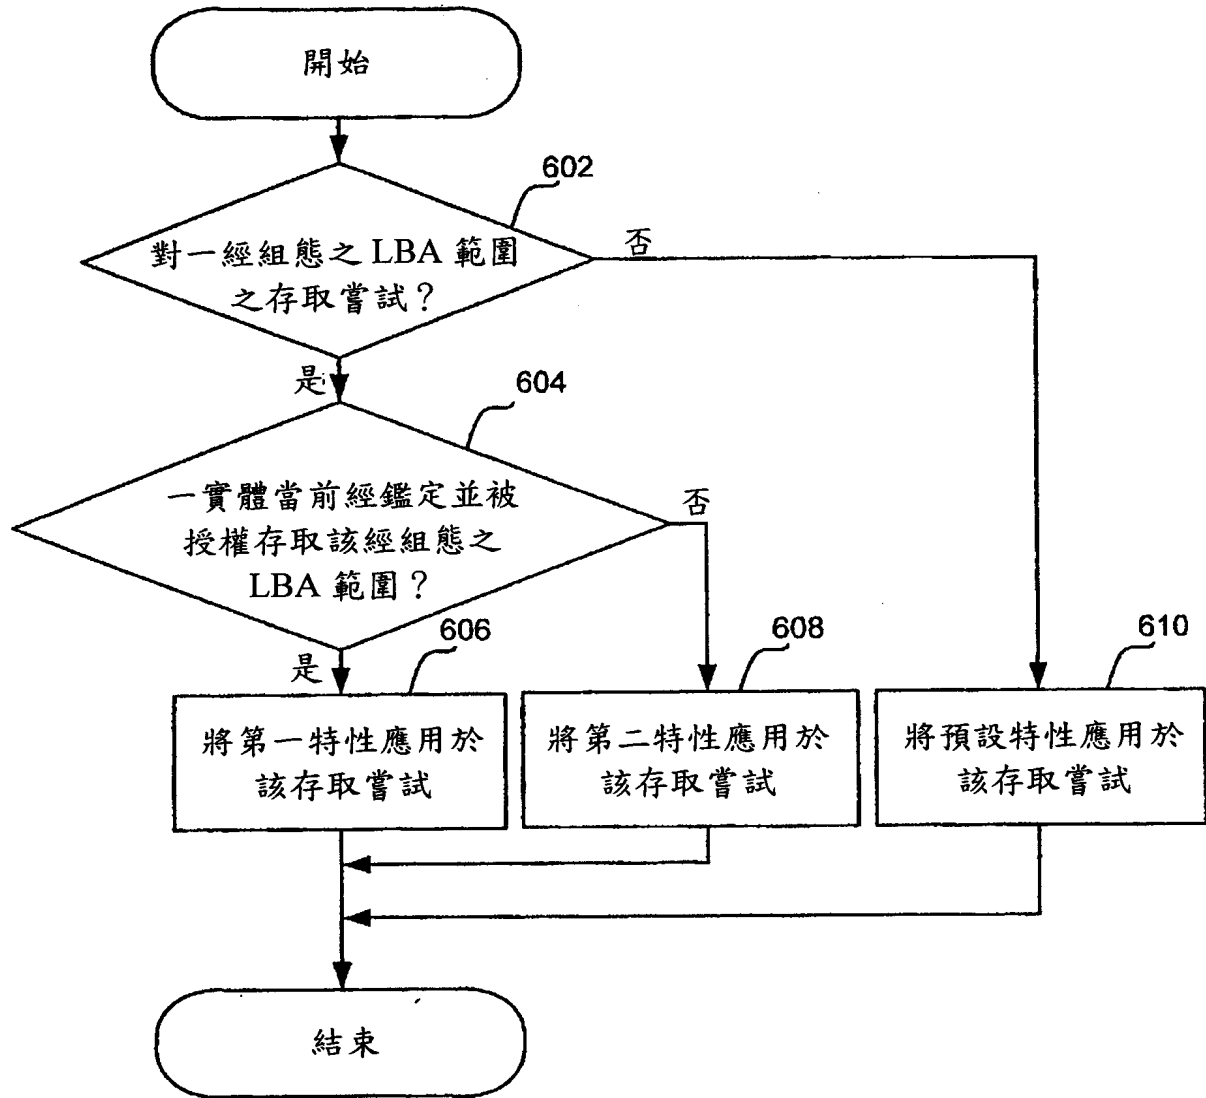 開始
602
對一經組態之 LBA 範圍
之存取嘗試？
否
是
604
一實體當前經鑑定並被
授權存取該經組態之
LBA 範圍？
否
是
606
將第一特性應用於
該存取嘗試
608
將第二特性應用於
該存取嘗試
610
將預設特性應用於
該存取嘗試
結束